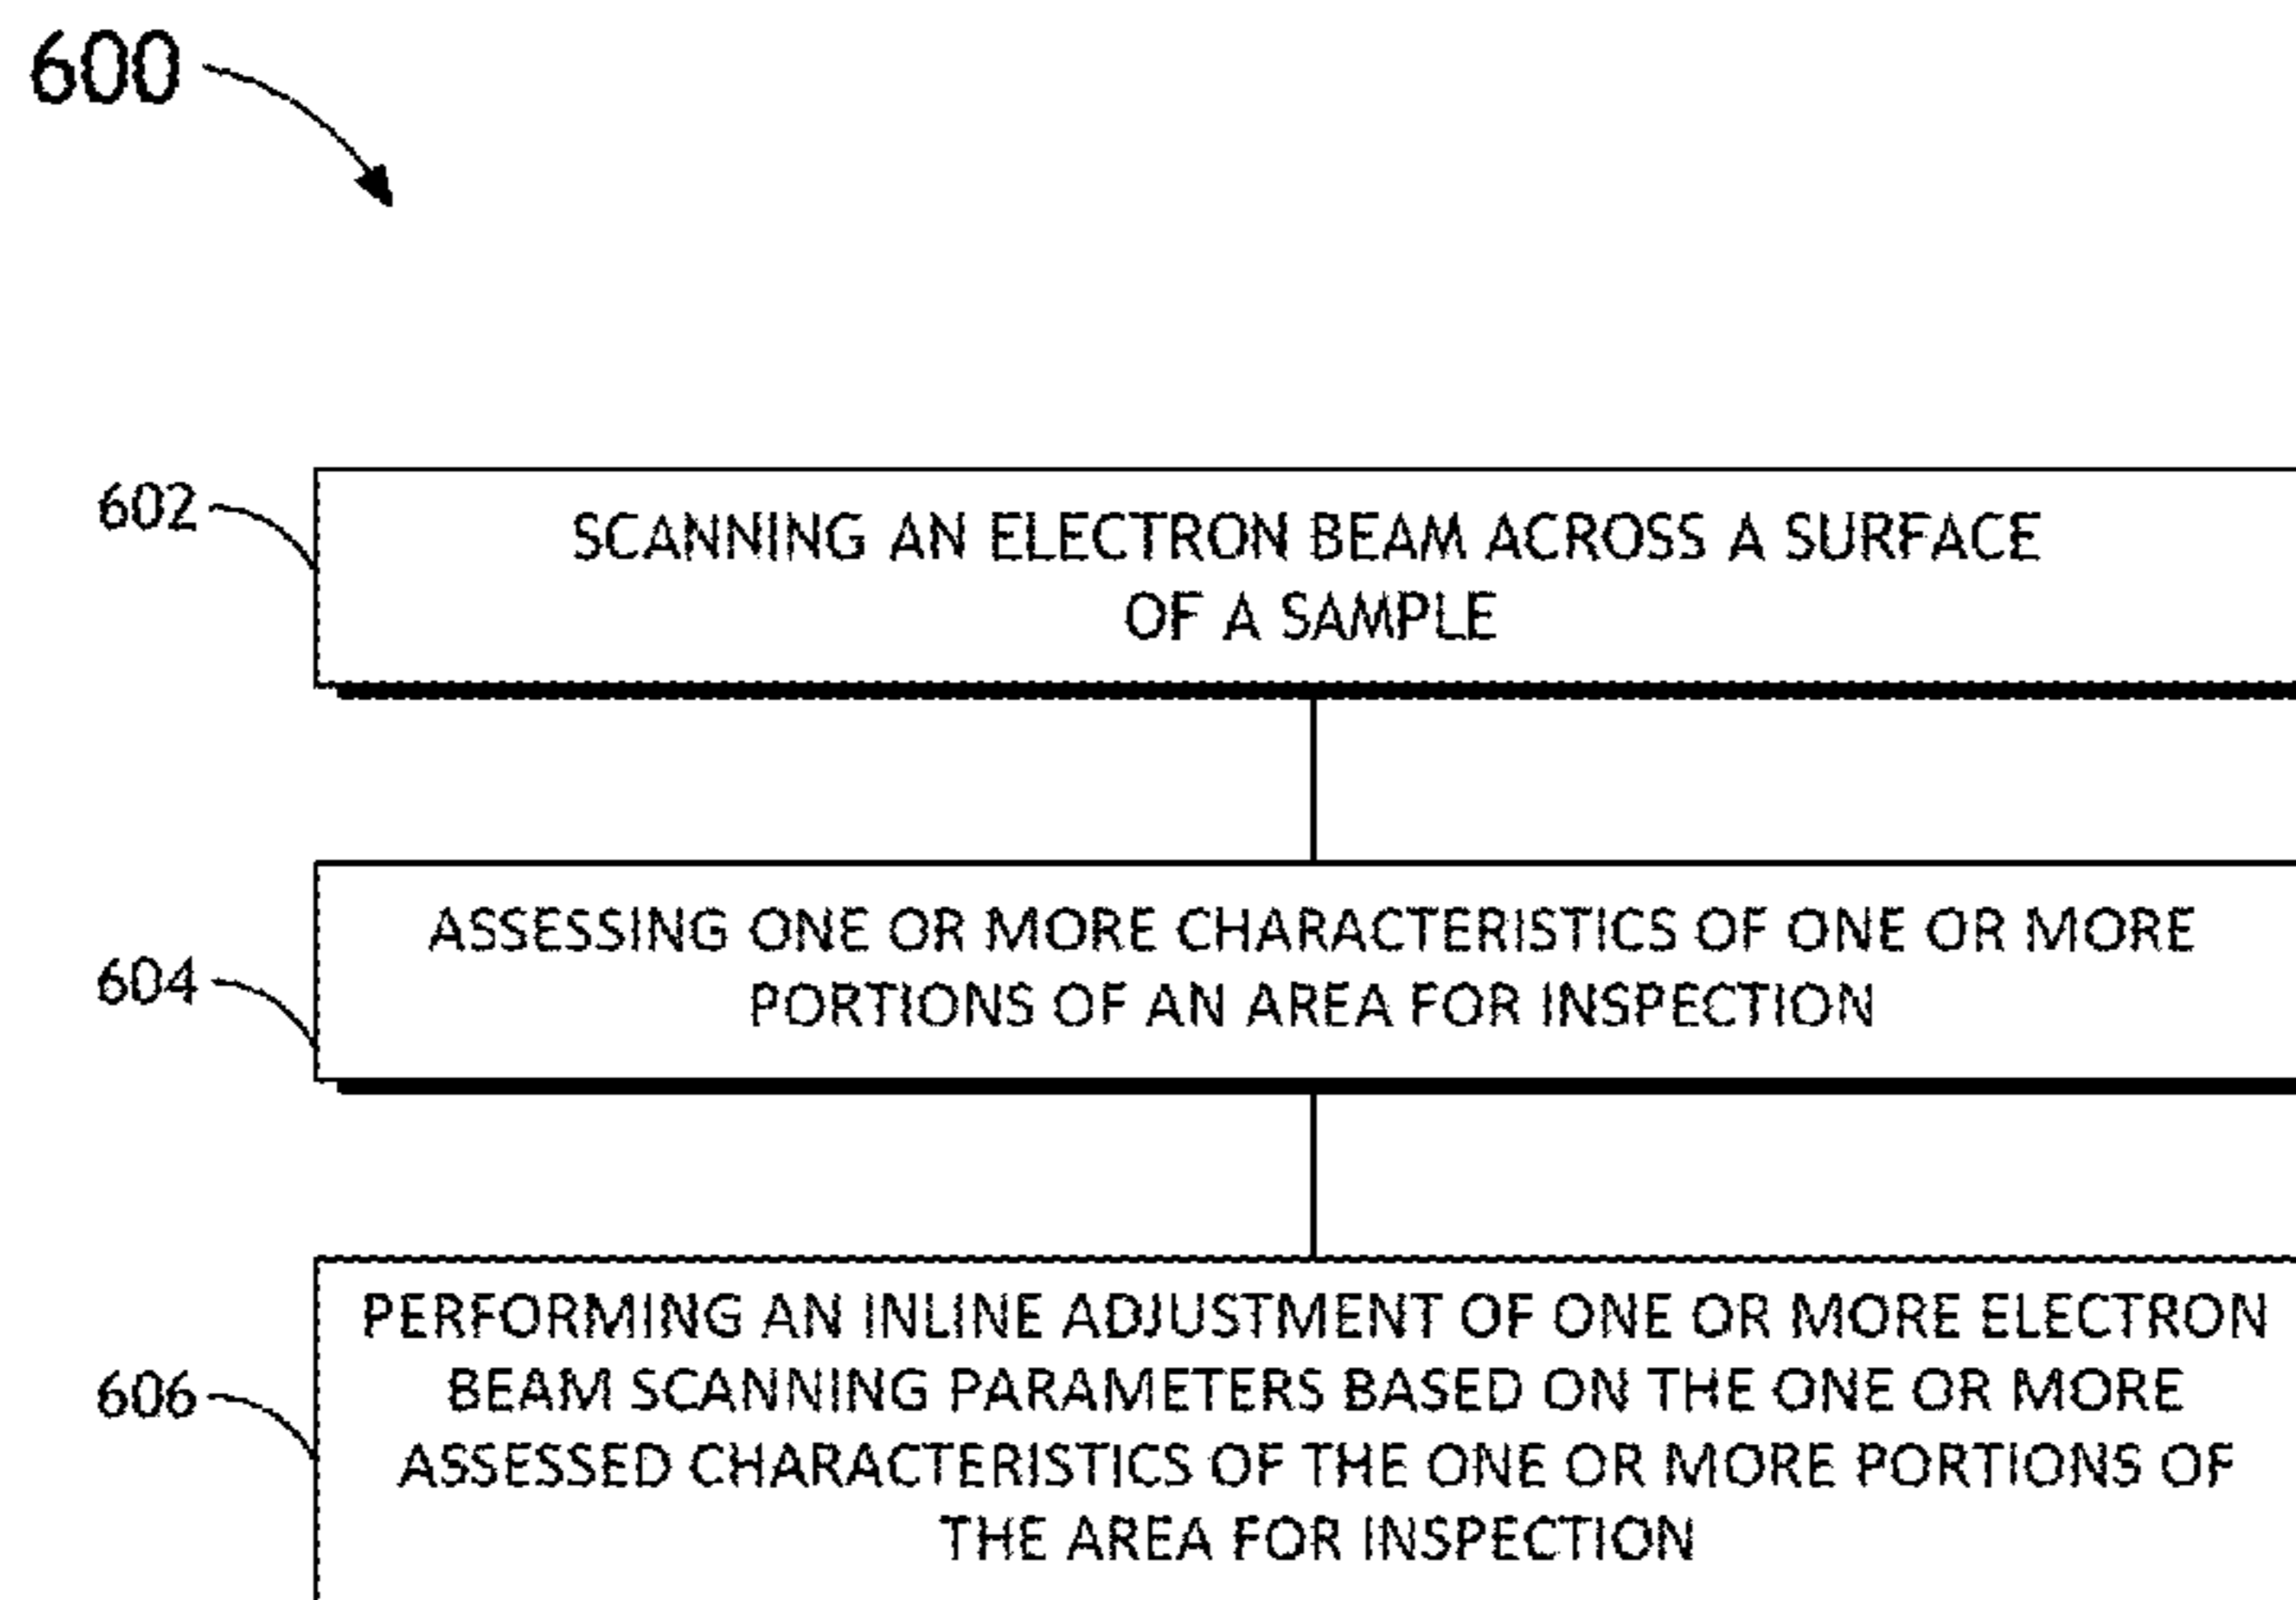 600
602
SCANNING AN ELECTRON BEAM ACROSS A SURFACE
OF A SAMPLE
604
ASSESSING ONE OR MORE CHARACTERISTICS OF ONE OR MORE
PORTIONS OF AN AREA FOR INSPECTION
606
PERFORMING AN INLINE ADJUSTMENT OF ONE OR MORE ELECTRON
BEAM SCANNING PARAMETERS BASED ON THE ONE OR MORE
ASSESSED CHARACTERISTICS OF THE ONE OR MORE PORTIONS OF
THE AREA FOR INSPECTION